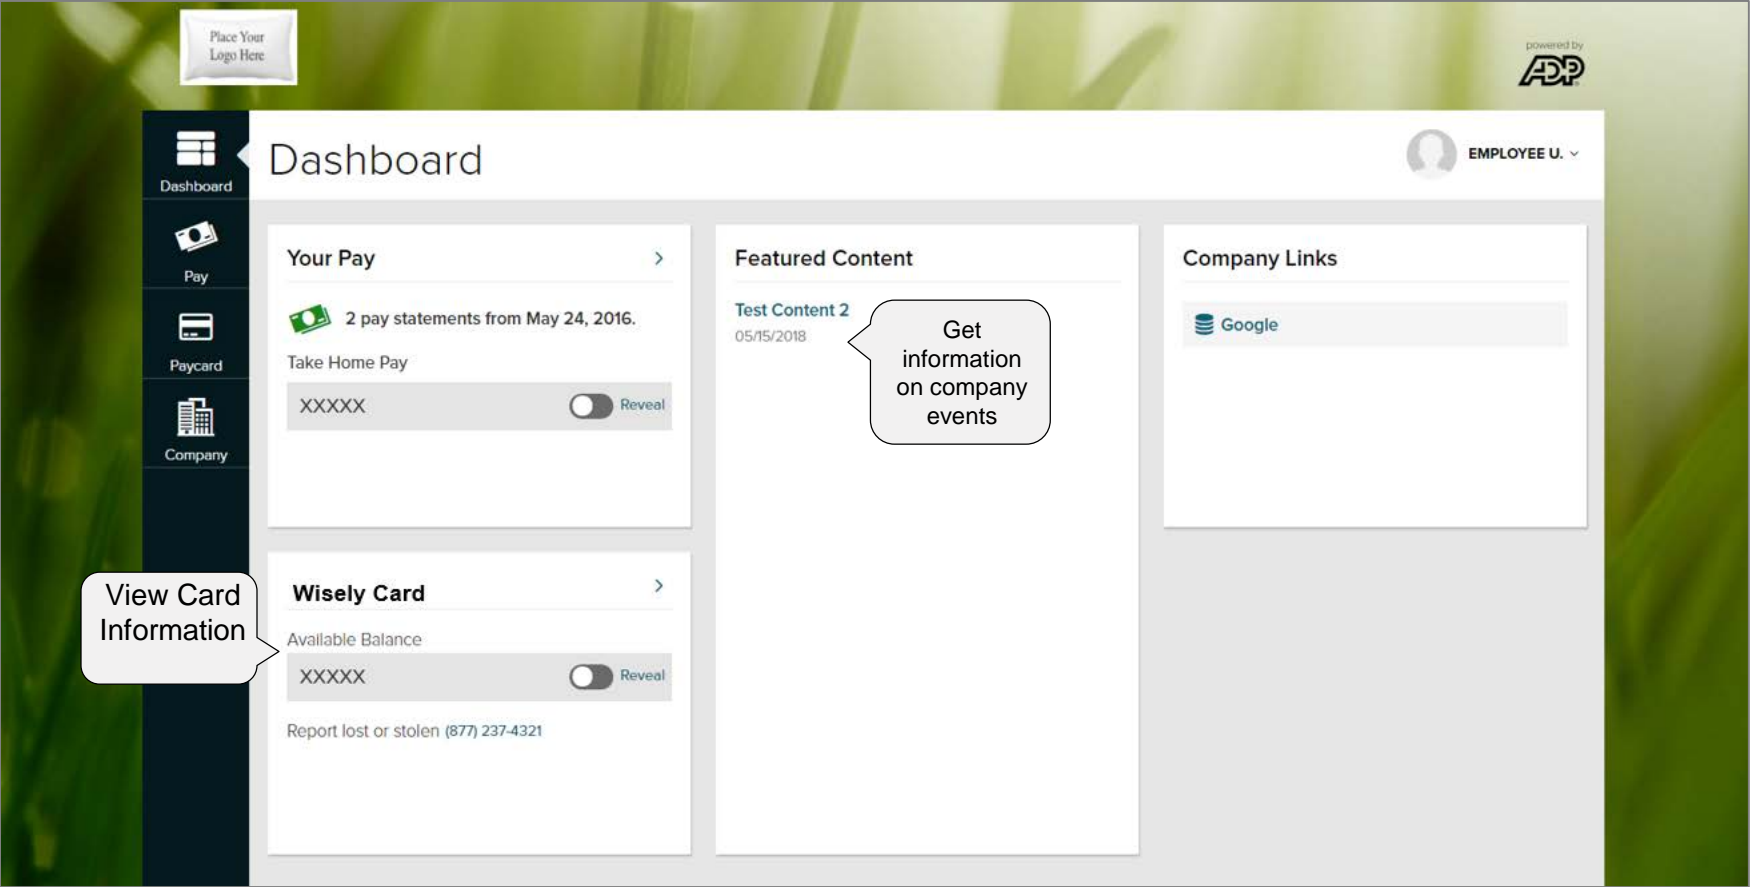 Place Your
Logo Here
powered by
ADP
Dashboard
EMPLOYEE U.
Dashboard
Pay
Paycard
Company
Your Pay
2 pay statements from May 24, 2016.
Take Home Pay
XXXXX
Reveal
Wisely Card
Available Balance
XXXXX
Reveal
Report lost or stolen (877) 237-4321
View Card
Information
Featured Content
Test Content 2
05/15/2018
Get
information
on company
events
Company Links
Google